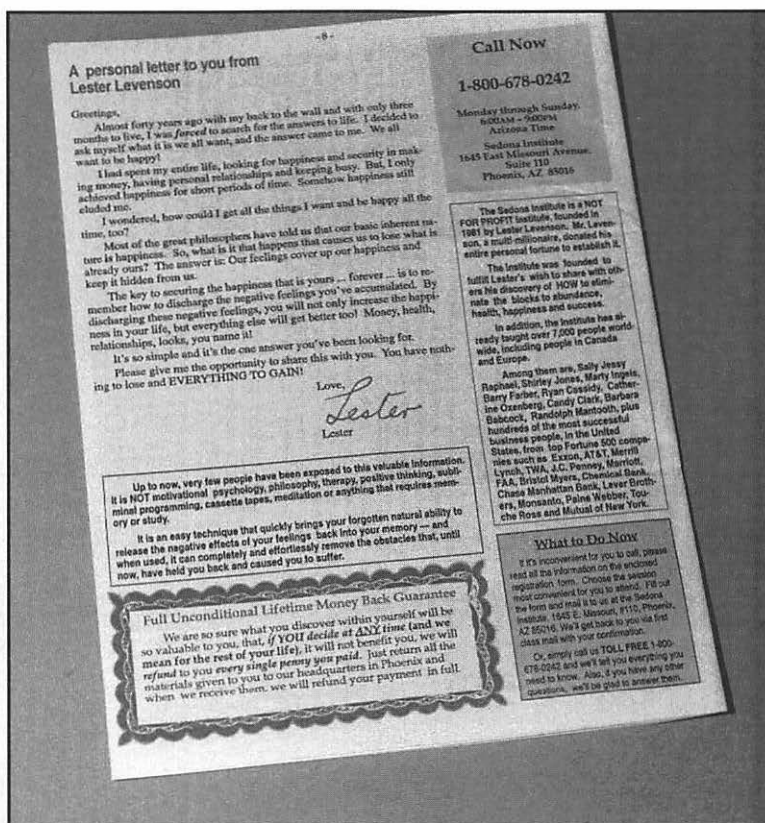 -8-
A personal letter to you from
Lester Levenson
Greetings,
Almost forty years ago with my back to the wall and with only three
months to live, I was forced to search for the answers to life. I decided to
ask myself what it is we all want, and the answer came to me. We all
want to be happy!
I had spent my entire life, looking for happiness and security in mak-
ing money, having personal relationships and keeping busy. But, I only
achieved happiness for short periods of time. Somehow happiness still
eluded me.
I wondered, how could I get all the things I want and be happy all the
time, too?
Most of the great philosophers have told us that our basic inherent na-
ture is happiness. So, what is it that happens that causes us to lose what is
already ours? The answer is: Our feelings cover up our happiness and
keep it hidden from us.
The key to securing the happiness that is yours ... forever ... is to re-
member how to discharge the negative feelings you've accumulated. By
discharging these negative feelings, you will not only increase the happi-
ness in your life, but everything else will get better too! Money, health,
relationships, looks, you name it!
It's so simple and it's the one answer you've been looking for.
Please give me the opportunity to share this with you. You have noth-
ing to lose and EVERYTHING TO GAIN!
Love,
Lester
Lester
Up to now, very few people have been exposed to this valuable information.
It is NOT motivational psychology, philosophy, therapy, positive thinking, subli-
minal programming, cassette tapes, meditation or anything that requires mem-
ory or study.
It is an easy technique that quickly brings your forgotten natural ability to
release the negative effects of your feelings back into your memory — and
when used, it can completely and effortlessly remove the obstacles that, until
now, have held you back and caused you to suffer.
Full Unconditional Lifetime Money Back Guarantee
We are so sure what you discover within yourself will be
so valuable to you, that, if YOU decide at ANY time (and we
mean for the rest of your life), it will not benefit you, we will
refund to you every single penny you paid. Just return all the
materials given to you to our headquarters in Phoenix and
when we receive them, we will refund your payment in full.
Call Now
1-800-678-0242
Monday through Sunday,
6:00AM - 9:00PM
Arizona Time
Sedona Institute
1645 East Missouri Avenue,
Suite 110
Phoenix, AZ 85016
The Sedona Institute is a NOT
FOR PROFIT Institute, founded in
1981 by Lester Levenson. Mr. Leven-
son, a multi-millionaire, donated his
entire personal fortune to establish it.
The Institute was founded to
fulfill Lester's wish to share with oth-
ers his discovery of HOW to elimi-
nate the blocks to abundance,
health, happiness and success.
In addition, the Institute has al-
ready taught over 7,000 people world-
wide, including people in Canada
and Europe.
Among them are, Sally Jessy
Raphael, Shirley Jones, Marty Ingels,
Barry Farber, Ryan Cassidy, Cather-
ine Oxenberg, Candy Clark, Barbara
Babcock, Randolph Mantooth, plus
hundreds of the most successful
business people, in the United
States, from top Fortune 500 compa-
nies such as Exxon, AT&T, Merrill
Lynch, TWA, J.C. Penney, Marriott,
FAA, Bristol Myers, Chemical Bank,
Chase Manhattan Bank, Lever Broth-
ers, Monsanto, Paine Webber, Tou-
che Ross and Mutual of New York.
What to Do Now
If it's inconvenient for you to call, please
read all the information on the enclosed
registration form. Choose the session
most convenient for you to attend. Fill out
the form and mail it to us at the Sedona
Institute, 1645 E. Missouri, #110, Phoenix,
AZ 85016. We'll get back to you via first
class mail with your confirmation.
Or, simply call us TOLL FREE 1-800-
678-0242 and we'll tell you everything you
need to know. Also, if you have any other
questions, we'll be glad to answer them.